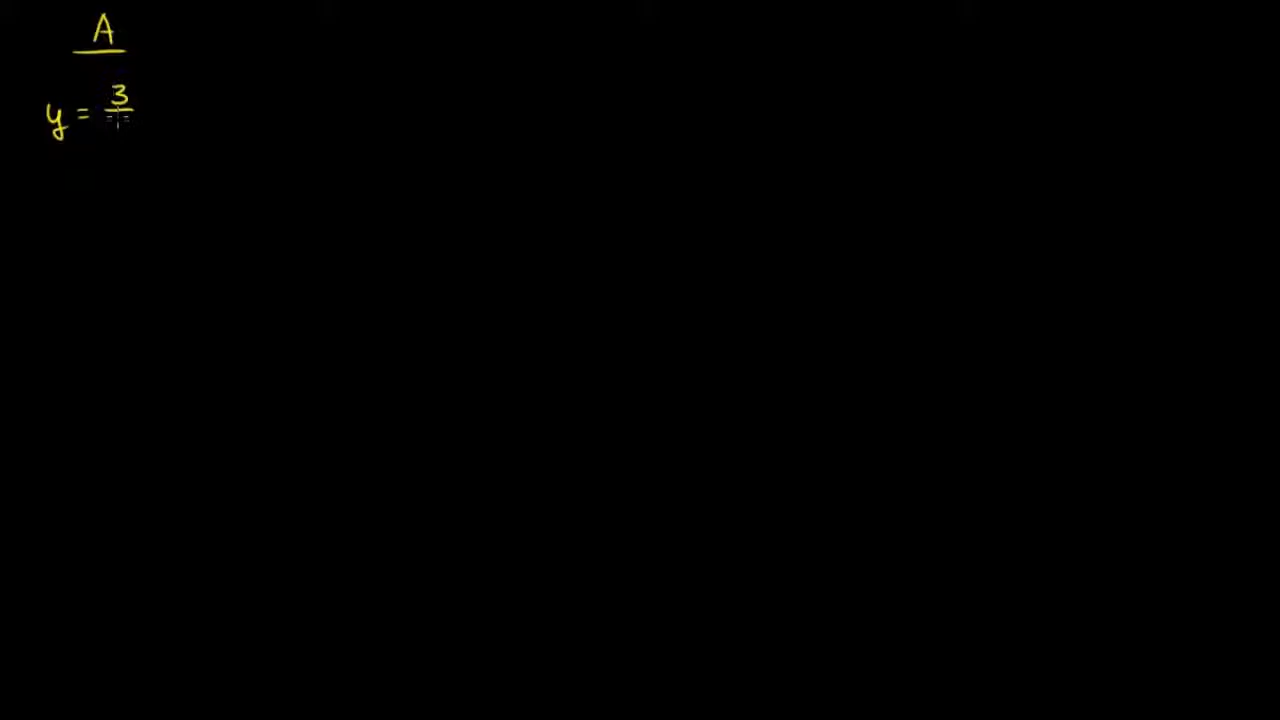 A
y = 3/